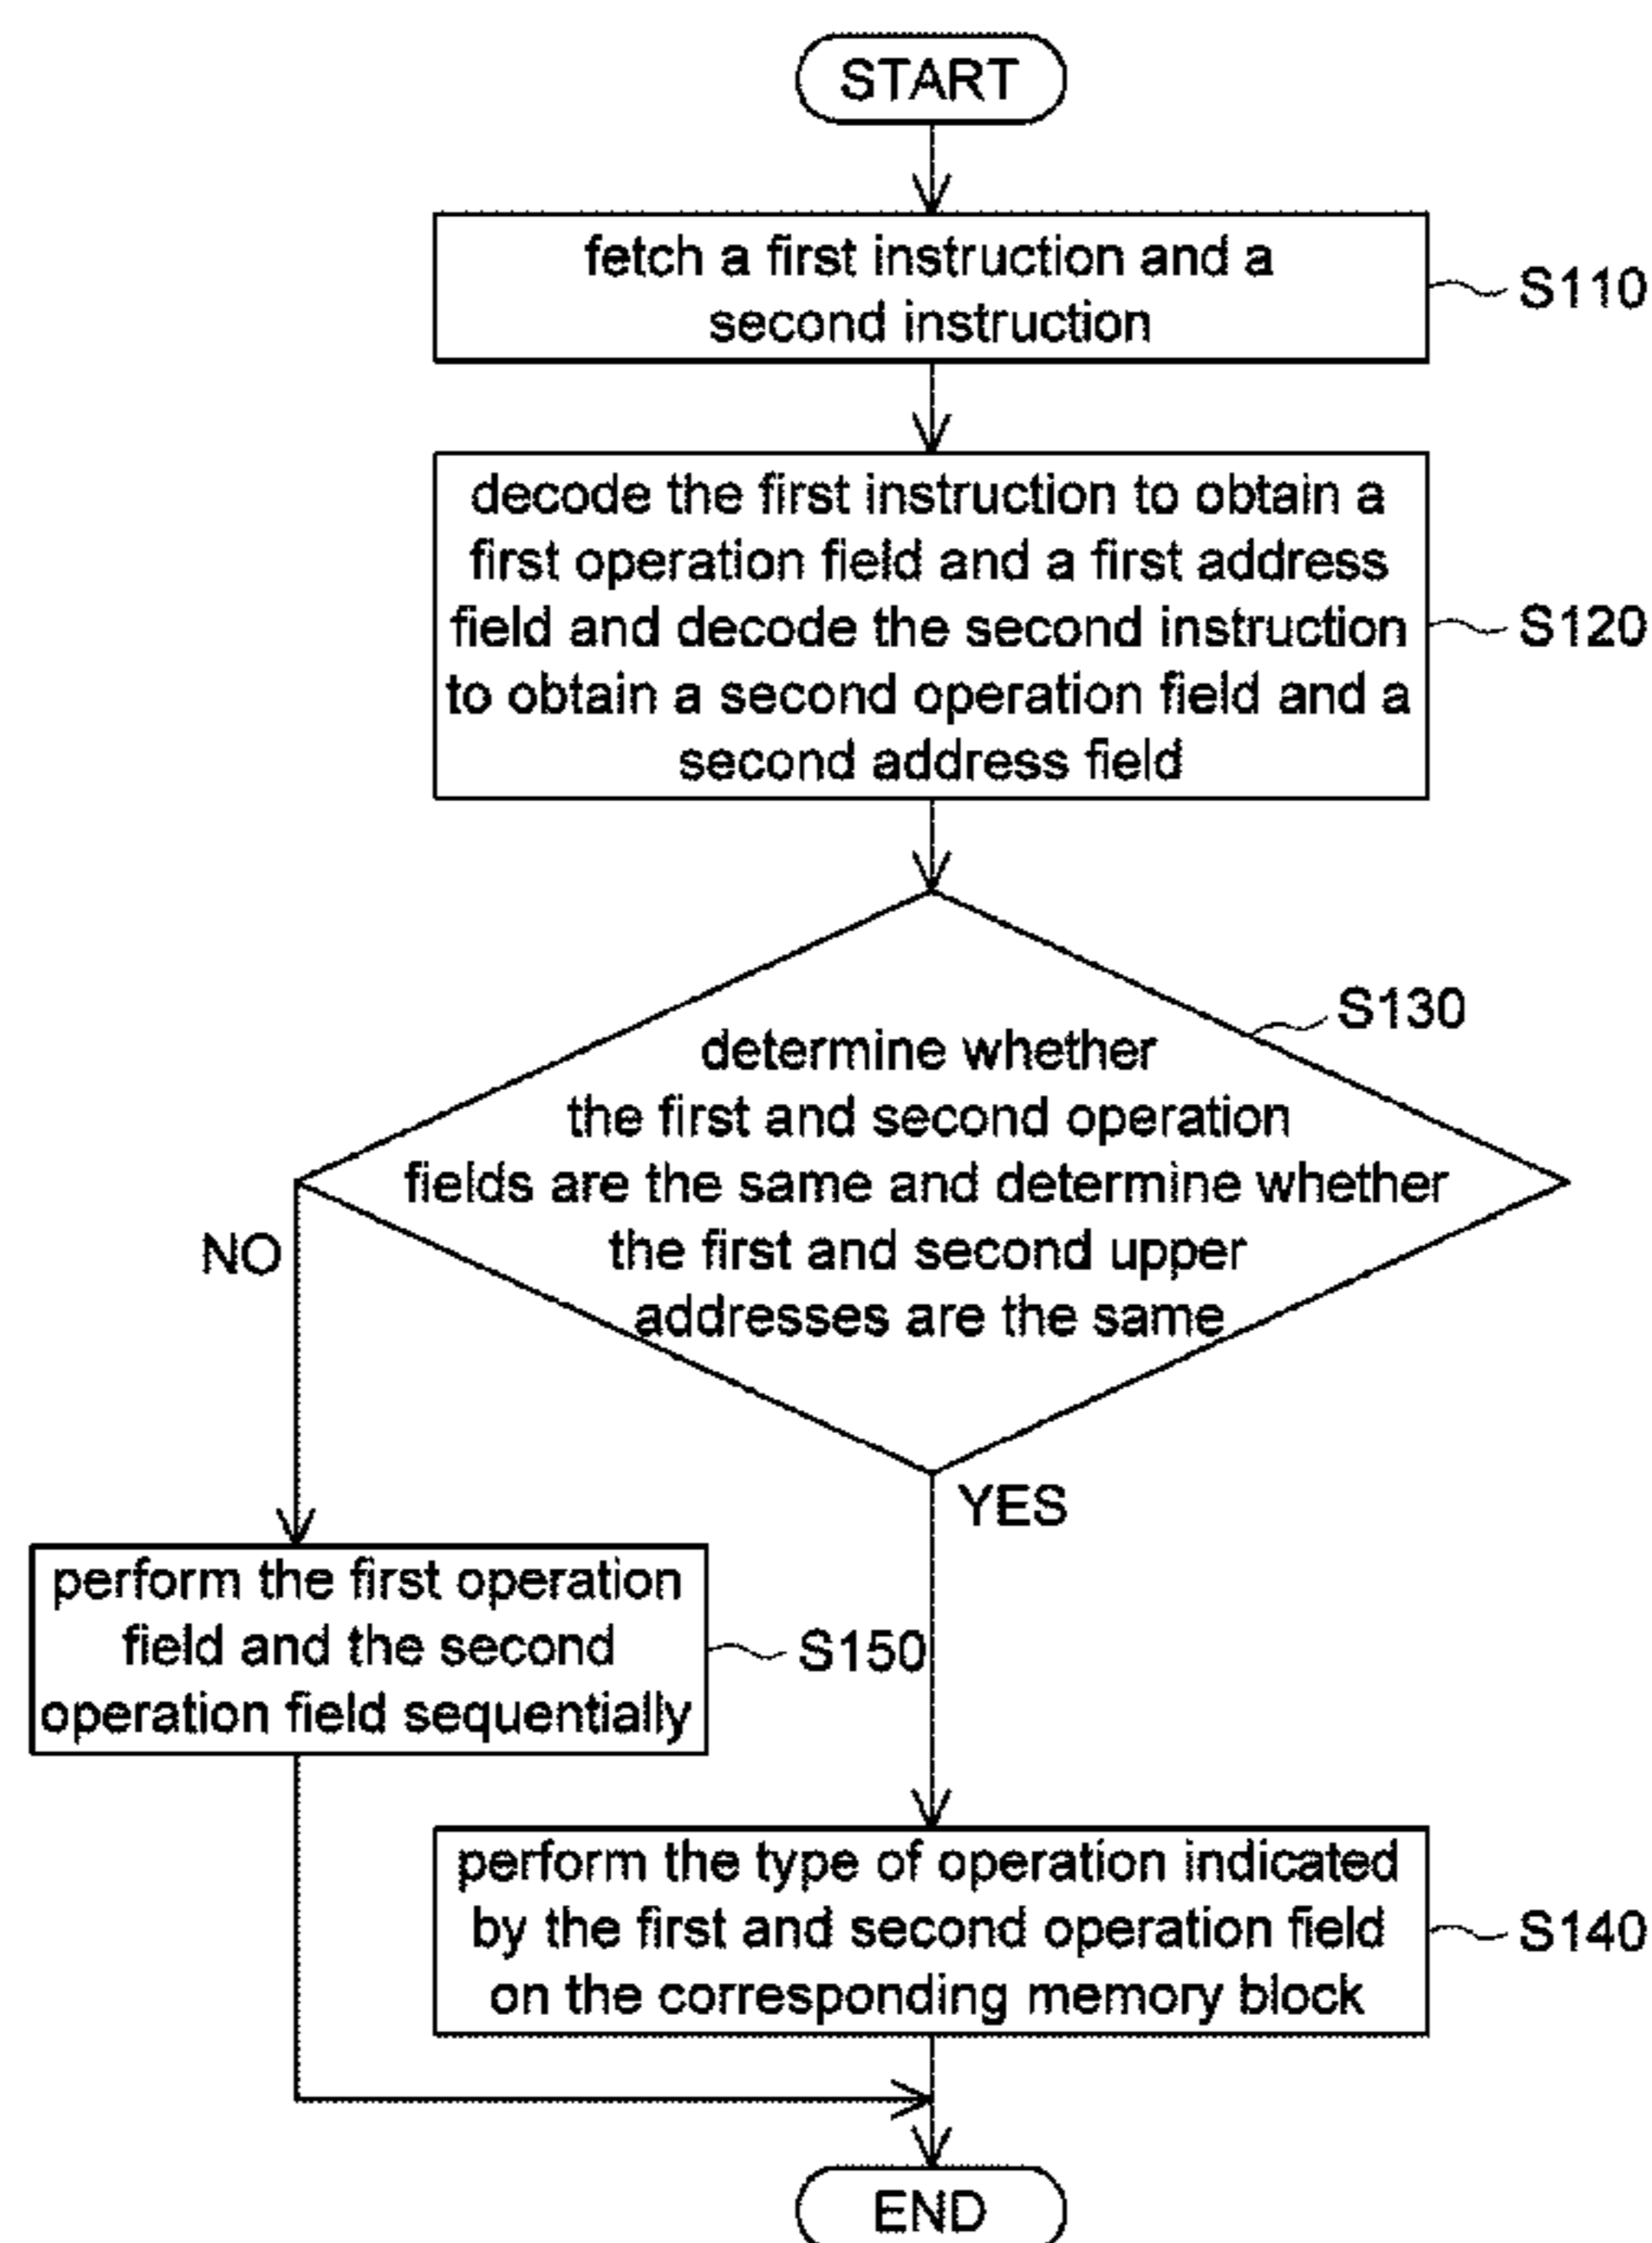 START
fetch a first instruction and a
second instruction
S110
decode the first instruction to obtain a
first operation field and a first address
field and decode the second instruction
to obtain a second operation field and a
second address field
S120
S130
determine whether
the first and second operation
fields are the same and determine whether
the first and second upper
addresses are the same
NO
YES
perform the first operation
field and the second
operation field sequentially
S150
perform the type of operation indicated
by the first and second operation field
on the corresponding memory block
S140
END